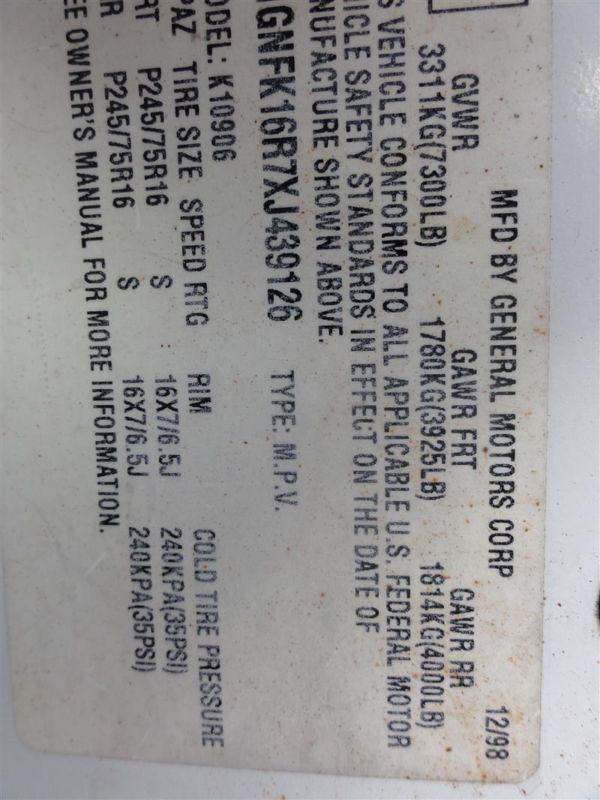 MFD BY GENERAL MOTORS CORP 12/98
GVWR GAWR FRT GAWR RR
3311KG(7300LB) 1780KG(3925LB) 1814KG(4000LB)
S VEHICLE CONFORMS TO ALL APPLICABLE U.S. FEDERAL MOTOR
ICLE SAFETY STANDARDS IN EFFECT ON THE DATE OF
NUFACTURE SHOWN ABOVE.
GNFK16R7XJ439126 TYPE: M.P.V.
ODEL: K10906
PAZ TIRE SIZE SPEED RTG RIM COLD TIRE PRESSURE
RT P245/75R16 S 16X7/6.5J 240KPA(35PSI)
R P245/75R16 S 16X7/6.5J 240KPA(35PSI)
EE OWNER'S MANUAL FOR MORE INFORMATION.